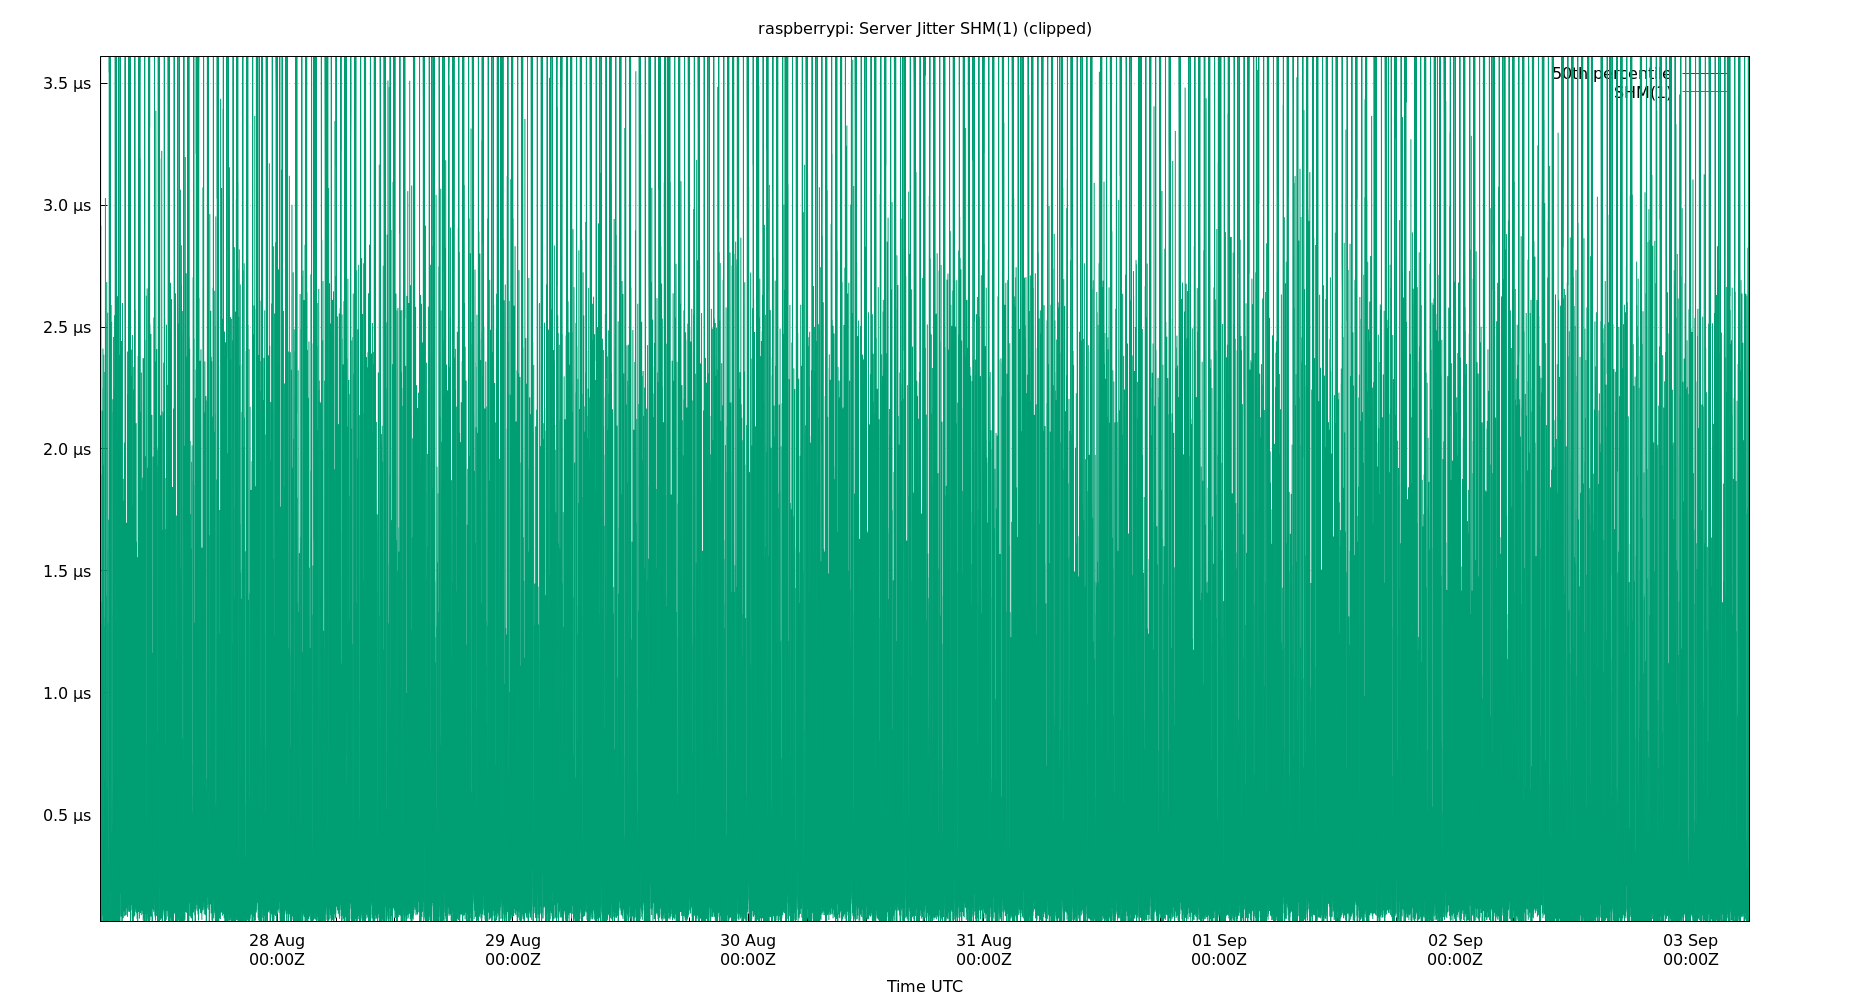 raspberrypi: Server Jitter SHM(1) (clipped)
50th percentile
SHM(1)
3.5 µs
3.0 µs
2.5 µs
2.0 µs
1.5 µs
1.0 µs
0.5 µs
28 Aug 29 Aug 30 Aug 31 Aug 01 Sep 02 Sep 03 Sep
00:00Z 00:00Z 00:00Z 00:00Z 00:00Z 00:00Z 00:00Z
Time UTC